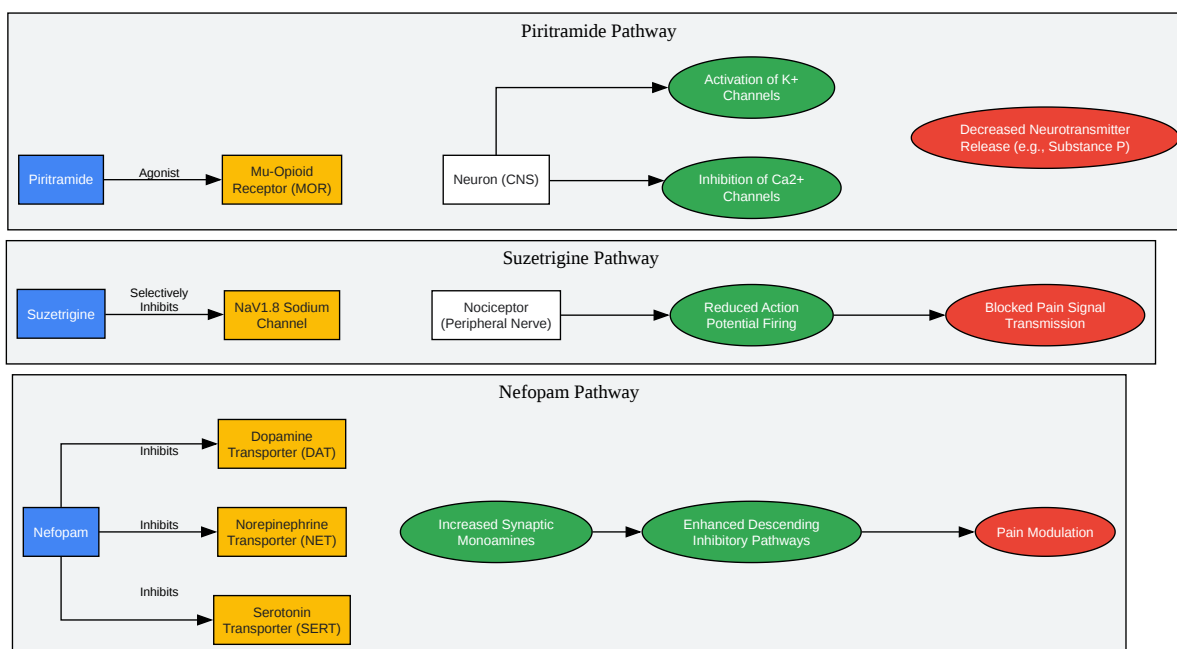 Piritramide Pathway
Activation of K+
Channels
Decreased Neurotransmitter
Release (e.g., Substance P)
Piritramide
Agonist
Mu-Opioid
Receptor (MOR)
Neuron (CNS)
Inhibition of Ca2+
Channels
Suzetrigine Pathway
Suzetrigine
Selectively
Inhibits
NaV1.8 Sodium
Channel
Nociceptor
(Peripheral Nerve)
Reduced Action
Potential Firing
Blocked Pain Signal
Transmission
Nefopam Pathway
Inhibits
Dopamine
Transporter (DAT)
Nefopam
Inhibits
Norepinephrine
Transporter (NET)
Increased Synaptic
Monoamines
Enhanced Descending
Inhibitory Pathways
Pain Modulation
Inhibits
Serotonin
Transporter (SERT)